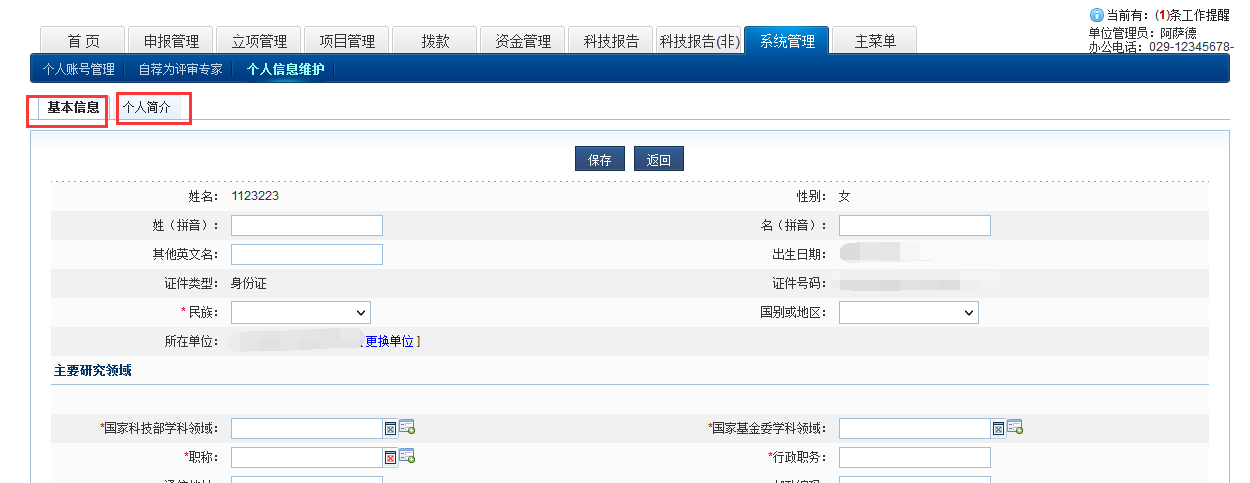 当前有：(1)条工作提醒
单位管理员：阿萨德
办公电话：029-12345678-
首 页 申报管理 立项管理 项目管理 拨款 资金管理 科技报告 科技报告(非) 系统管理 主菜单
个人账号管理 自荐为评审专家 个人信息维护
基本信息 个人简介
保存 返回
姓名： 1123223 性别： 女
姓（拼音）： 名（拼音）：
其他英文名： 出生日期：
证件类型： 身份证 证件号码：
* 民族： 国别或地区：
所在单位： [更换单位]
主要研究领域
*国家科技部学科领域： *国家基金委学科领域：
*职称： *行政职务：